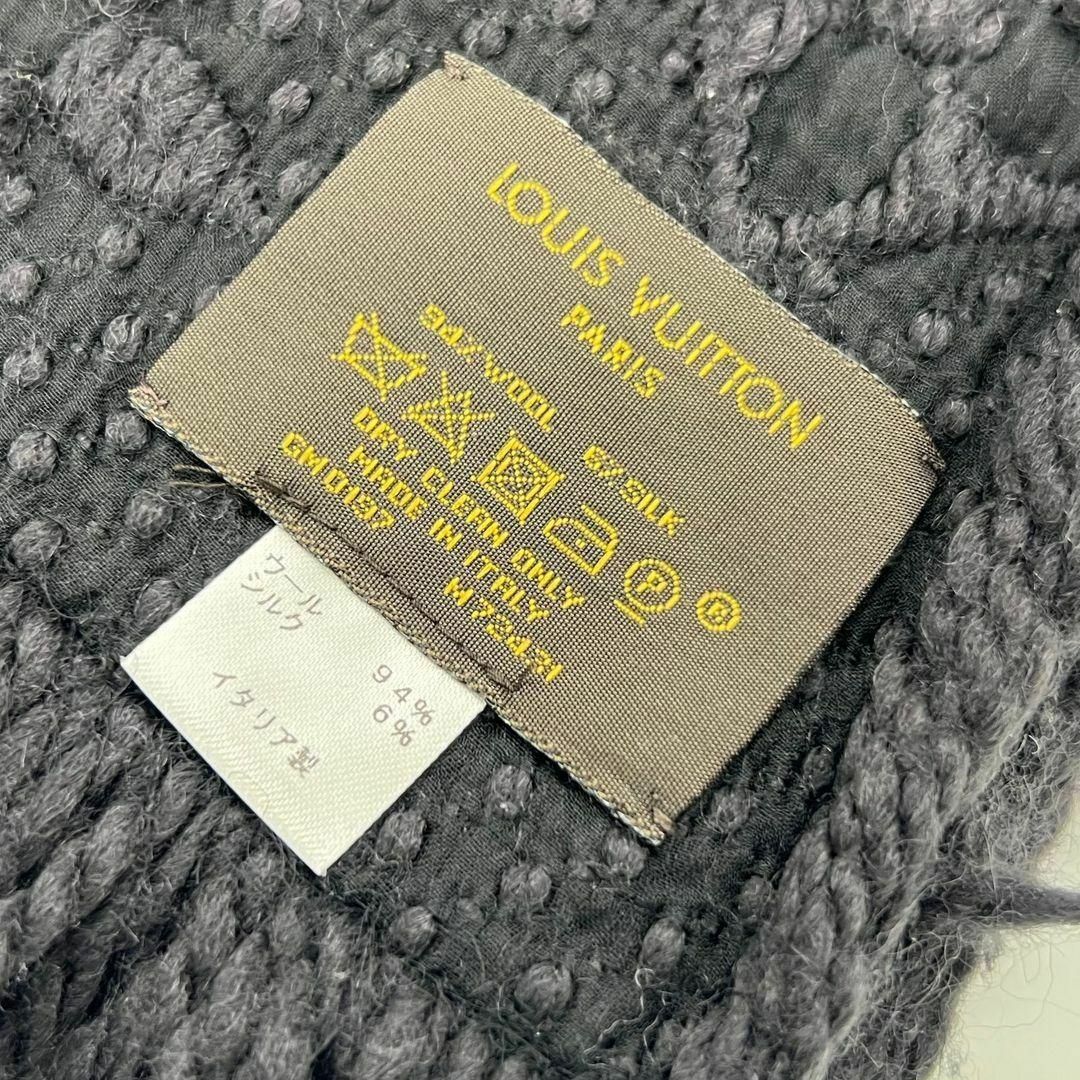 LOUIS VUITTON
PARIS
94% WOOL 6% SILK
P R
DRY CLEAN ONLY
MADE IN ITALY
GM0137 M72431
ウール 94%
シルク 6%
イタリア製